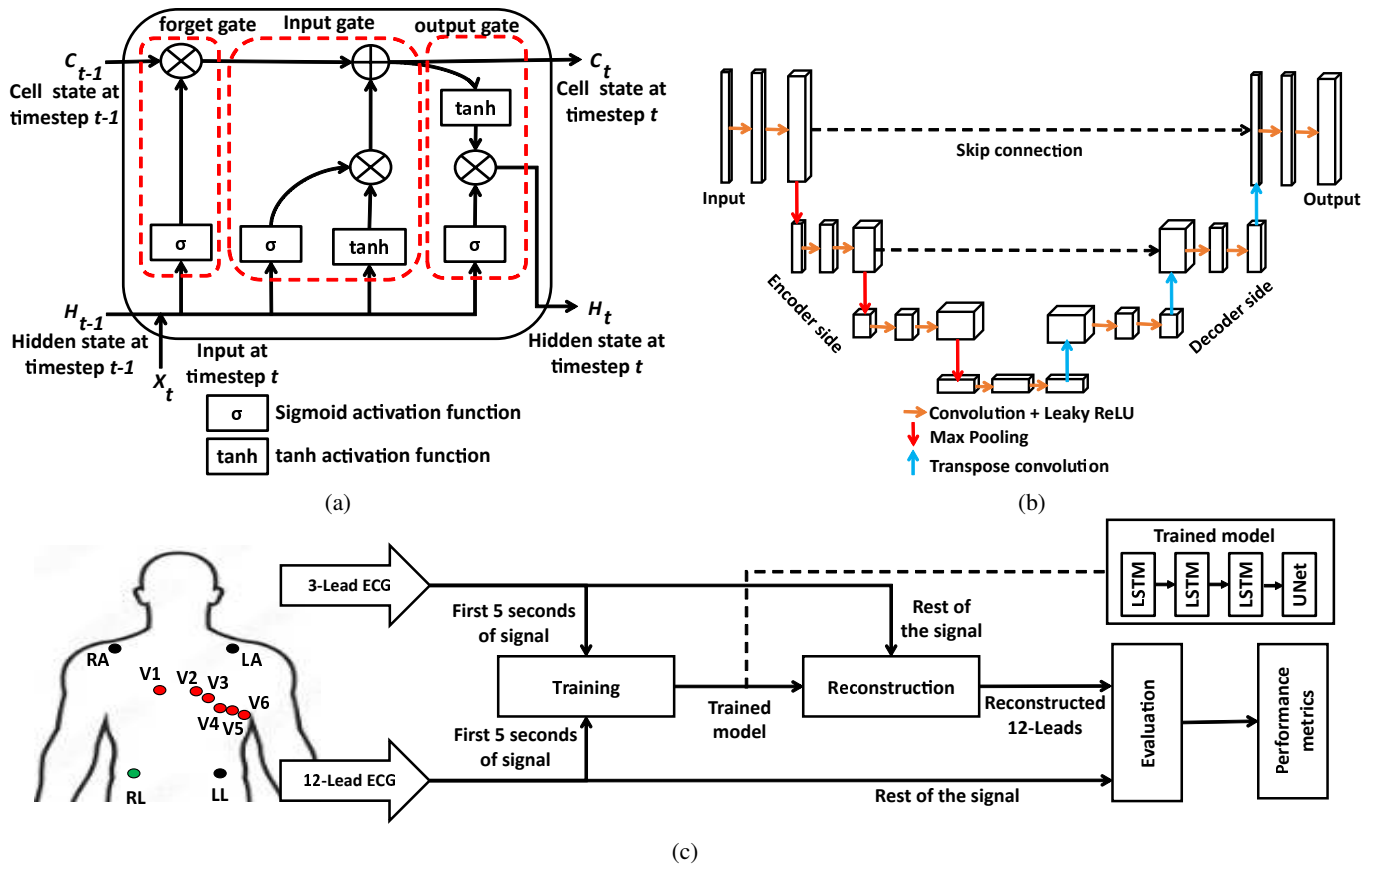 forget gate
Input gate
output gate
C t-1
Cell state at
timestep t-1
C t
Cell state at
timestep t
tanh
σ
σ
tanh
σ
H t-1
Hidden state at
timestep t-1
X t
Input at
timestep t
H t
Hidden state at
timestep t
σ
Sigmoid activation function
tanh
tanh activation function
(a)
Skip connection
Input
Output
Encoder side
Decoder side
Convolution + Leaky ReLU
Max Pooling
Transpose convolution
(b)
RA
LA
V1
V2
V3
V4
V5
V6
RL
LL
3-Lead ECG
12-Lead ECG
First 5 seconds
of signal
Training
First 5 seconds
of signal
Trained
model
Rest of
the signal
Reconstruction
Reconstructed
12-Leads
Rest of the signal
Trained model
LSTM
LSTM
LSTM
UNet
Evaluation
Performance
metrics
(c)